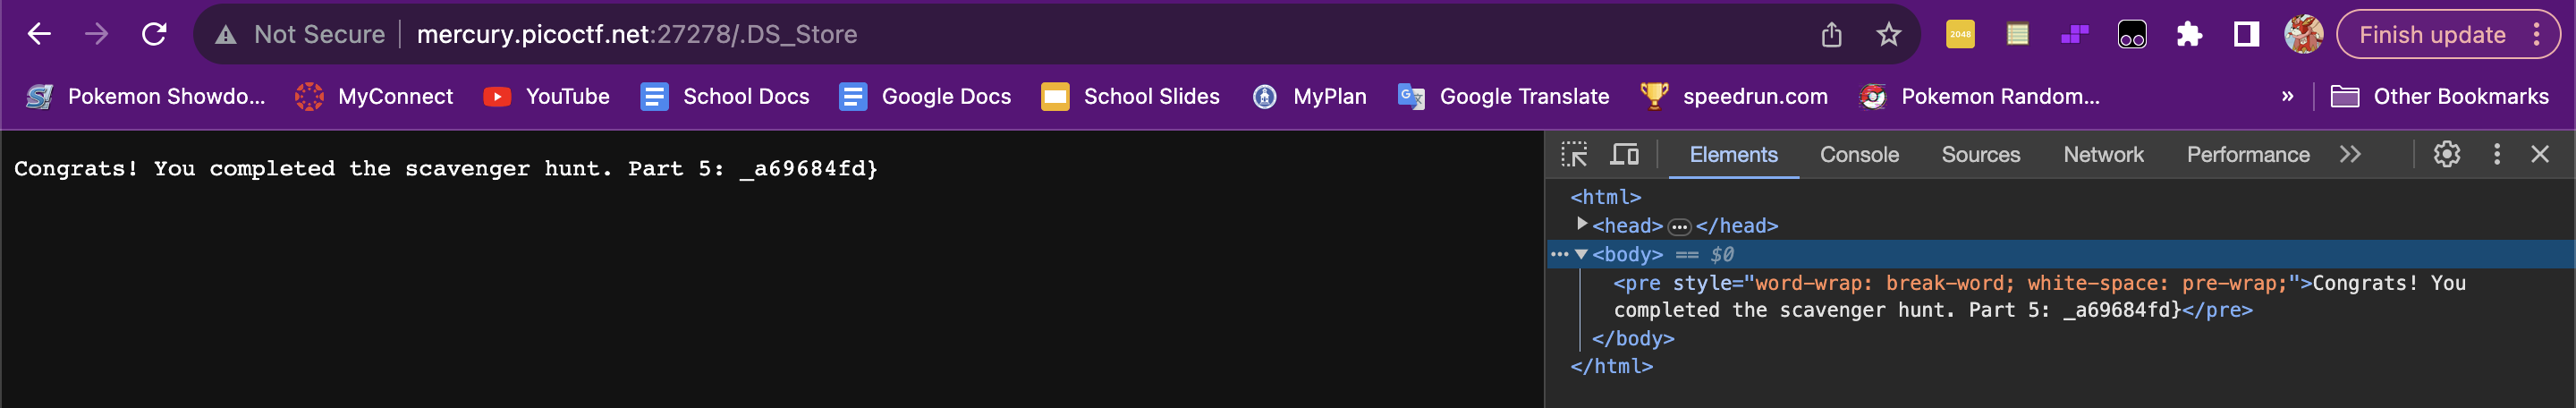 Not Secure mercury.picoctf.net:27278/.DS_Store 2048 Finish update
Pokemon Showdo... MyConnect YouTube School Docs Google Docs School Slides MyPlan Google Translate speedrun.com Pokemon Random... » Other Bookmarks
Congrats! You completed the scavenger hunt. Part 5: _a69684fd}
Elements Console Sources Network Performance
<html>
<head> ••• </head>
••• <body> == $0
<pre style="word-wrap: break-word; white-space: pre-wrap;">Congrats! You
completed the scavenger hunt. Part 5: _a69684fd}</pre>
</body>
</html>